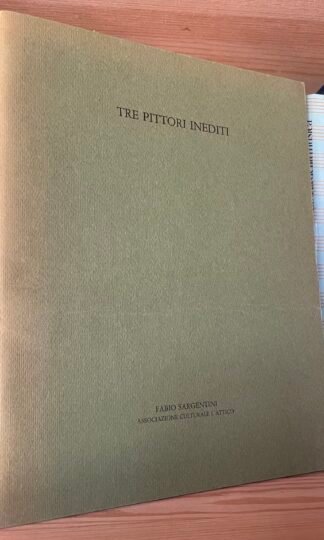 TRE PITTORI INEDITI
FABIO SARGENTINI
ASSOCIAZIONE CULTURALE L'ATTICO